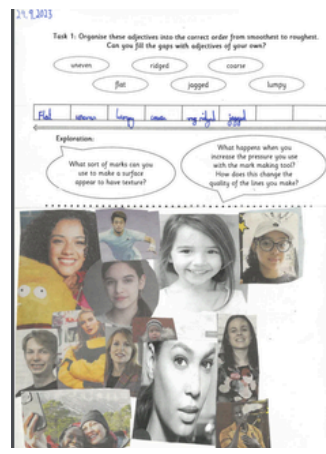 29.9.2023
Task 1: Organise these adjectives into the correct order from smoothest to roughest.
Can you fill the gaps with adjectives of your own?
uneven ridged coarse
flat jagged lumpy
Flat uneven lumpy coarse ridged jagged
Exploration:
What sort of marks can you
use to make a surface
appear to have texture?
What happens when you
increase the pressure you use
with the mark making tool?
How does this change the
quality of the lines you make?